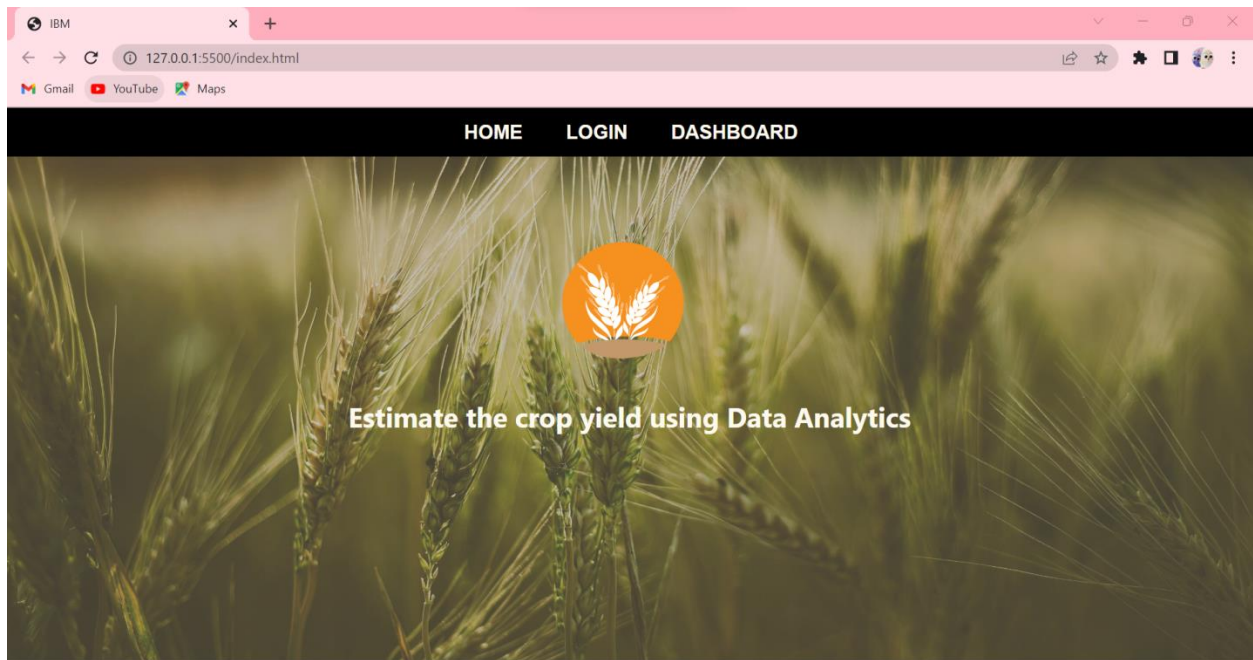 IBM
127.0.0.1:5500/index.html
Gmail YouTube Maps
HOME LOGIN DASHBOARD
Estimate the crop yield using Data Analytics